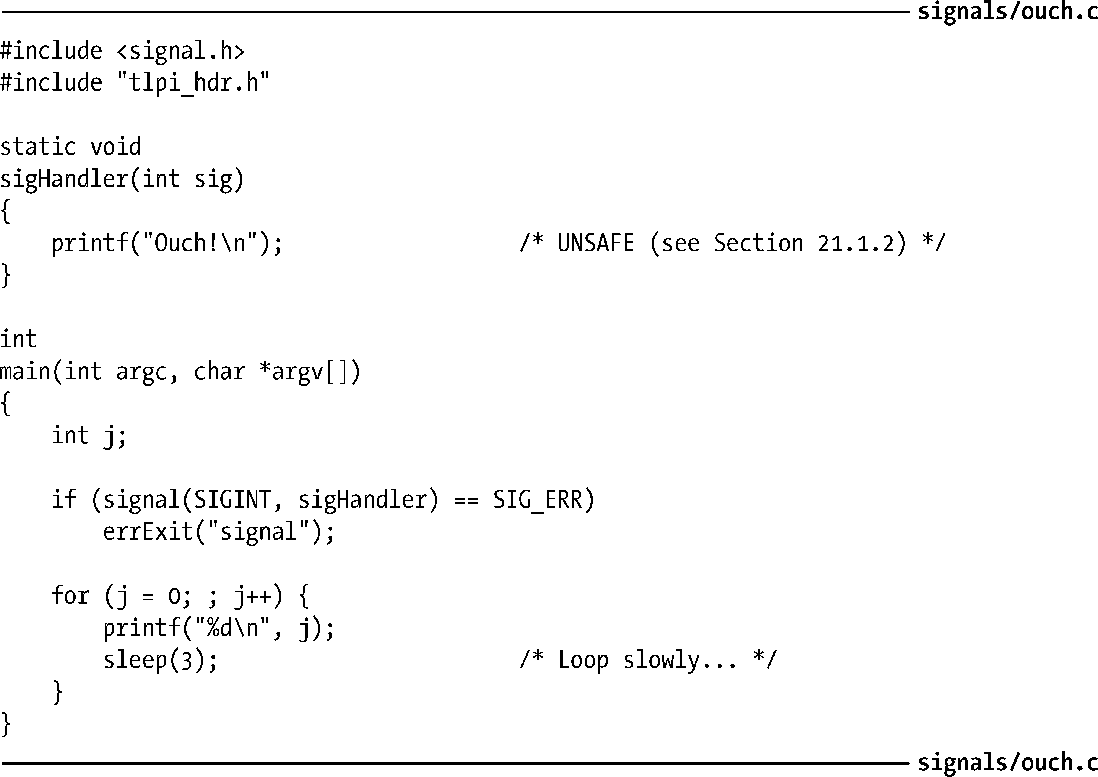 signals/ouch.c
#include <signal.h>
#include "tlpi_hdr.h"
static void
sigHandler(int sig)
{
    printf("Ouch!\n");                  /* UNSAFE (see Section 21.1.2) */
}
int
main(int argc, char *argv[])
{
    int j;
    if (signal(SIGINT, sigHandler) == SIG_ERR)
        errExit("signal");
    for (j = 0; ; j++) {
        printf("%d\n", j);
        sleep(3);                       /* Loop slowly... */
    }
}
signals/ouch.c